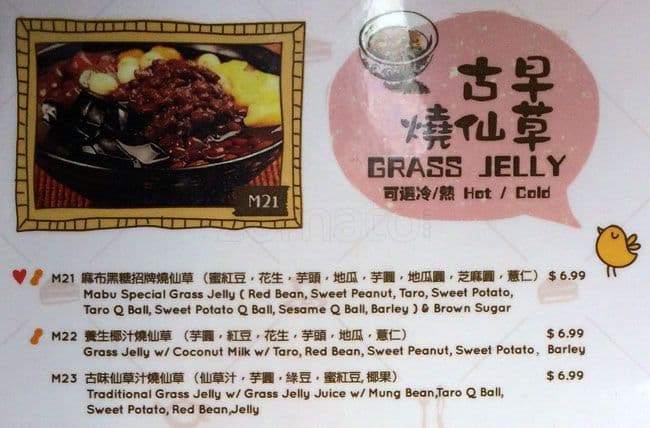 古早
燒仙草
GRASS JELLY
可選冷/熱 Hot / Cold
M21
M21 麻布黑糖招牌燒仙草 （蜜紅豆，花生，芋頭，地瓜，芋圓，地瓜圓，芝麻圓，薏仁） $ 6.99
Mabu Special Grass Jelly ( Red Bean, Sweet Peanut, Taro, Sweet Potato,
Taro Q Ball, Sweet Potato Q Ball, Sesame Q Ball, Barley ) & Brown Sugar
M22 養生椰汁燒仙草 （芋圓，紅豆，花生，芋頭，地瓜，薏仁） $ 6.99
Grass Jelly w/ Coconut Milk w/ Taro, Red Bean, Sweet Peanut, Sweet Potato, Barley
M23 古味仙草汁燒仙草 （仙草汁，芋圓，綠豆，蜜紅豆, 椰果） $ 6.99
Traditional Grass Jelly w/ Grass Jelly Juice w/ Mung Bean,Taro Q Ball,
Sweet Potato, Red Bean,Jelly
zomato